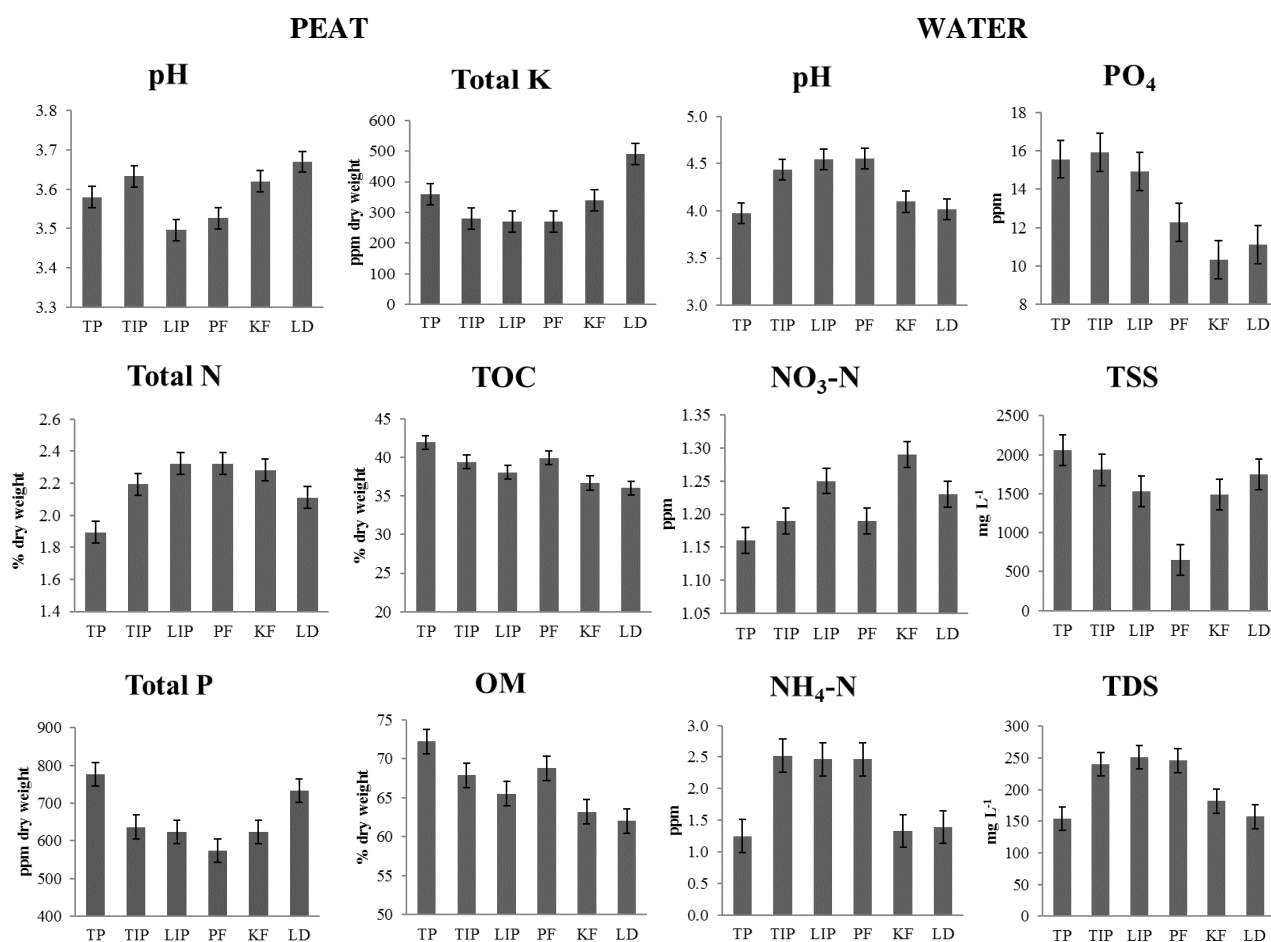 PEAT
WATER
pH
3.8
3.7
3.6
3.5
3.4
3.3
TP TIP LIP PF KF LD
Total K
ppm dry weight
600
500
400
300
200
100
0
TP TIP LIP PF KF LD
pH
5.0
4.5
4.0
3.5
3.0
TP TIP LIP PF KF LD
PO₄
ppm
18
16
14
12
10
8
TP TIP LIP PF KF LD
Total N
% dry weight
2.6
2.4
2.2
2.0
1.8
1.6
1.4
TP TIP LIP PF KF LD
TOC
% dry weight
45
40
35
30
25
20
TP TIP LIP PF KF LD
NO₃-N
ppm
1.35
1.30
1.25
1.20
1.15
1.10
1.05
TP TIP LIP PF KF LD
TSS
mg L⁻¹
2500
2000
1500
1000
500
0
TP TIP LIP PF KF LD
Total P
ppm dry weight
900
800
700
600
500
400
TP TIP LIP PF KF LD
OM
% dry weight
75
70
65
60
55
50
TP TIP LIP PF KF LD
NH₄-N
ppm
3.0
2.5
2.0
1.5
1.0
0.5
0.0
TP TIP LIP PF KF LD
TDS
mg L⁻¹
300
250
200
150
100
50
0
TP TIP LIP PF KF LD